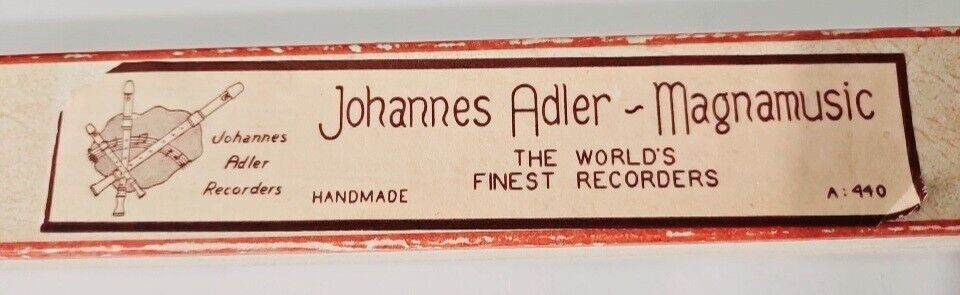 Johannes Adler ~ Magnamusic
THE WORLD'S
FINEST RECORDERS
HANDMADE
A: 440
Johannes
Adler
Recorders